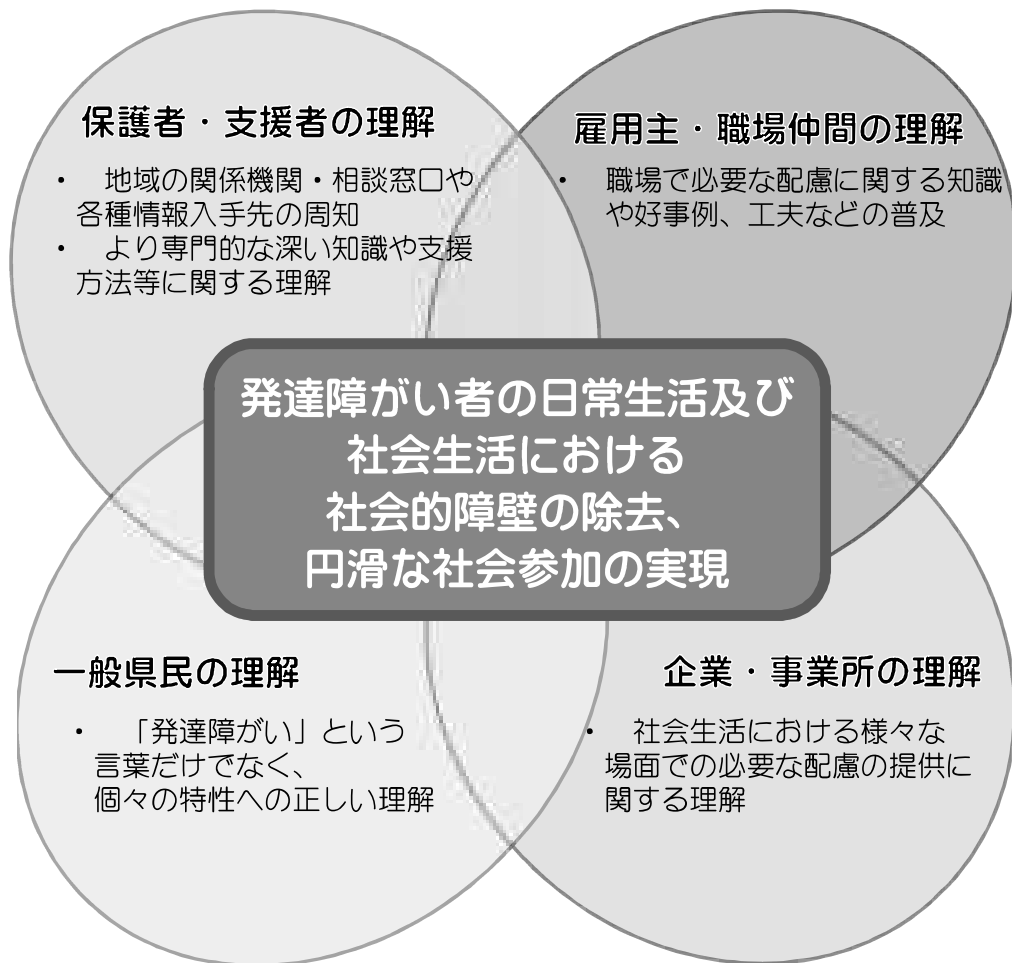 保護者・支援者の理解
・　地域の関係機関・相談窓口や
各種情報入手先の周知
・　より専門的な深い知識や支援
方法等に関する理解
雇用主・職場仲間の理解
・　職場で必要な配慮に関する知識
や好事例、工夫などの普及
発達障がい者の日常生活及び
社会生活における
社会的障壁の除去、
円滑な社会参加の実現
一般県民の理解
・　「発達障がい」という
言葉だけでなく、
個々の特性への正しい理解
企業・事業所の理解
・　社会生活における様々な
場面での必要な配慮の提供に
関する理解